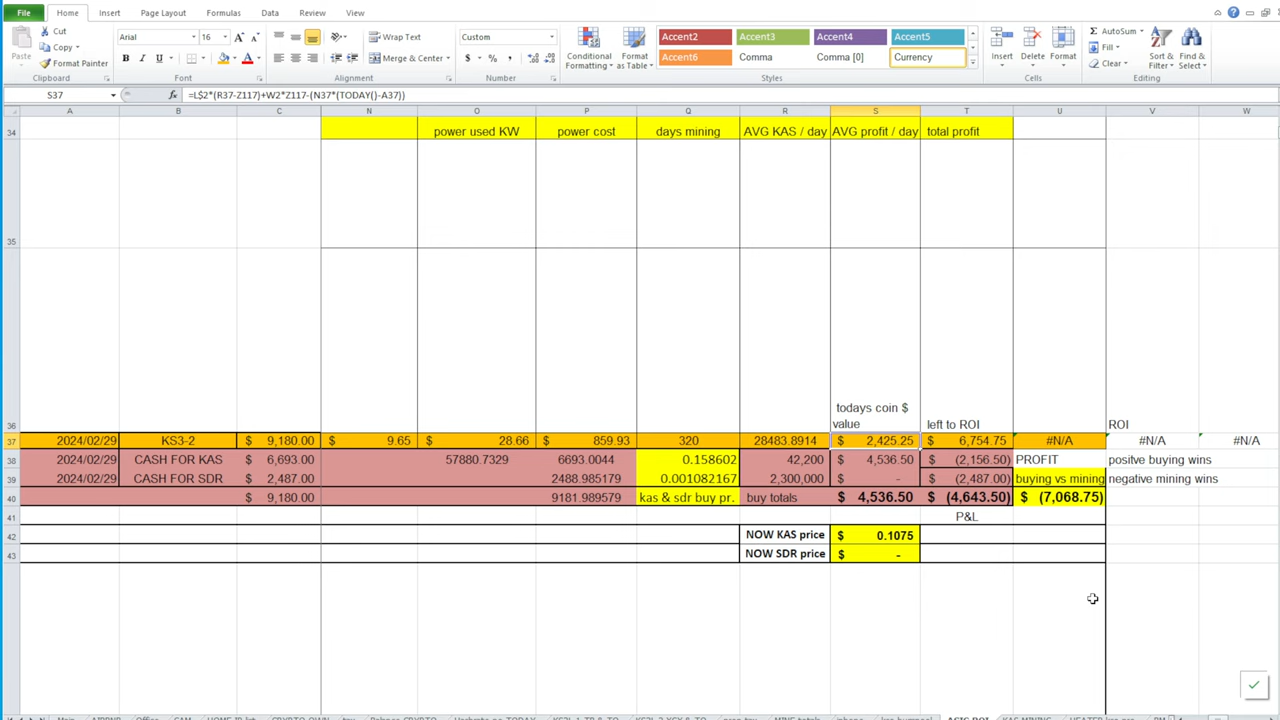 File Home Insert Page Layout Formulas Data Review View
Cut
Copy
Format Painter
Paste
Arial 16
Wrap Text
Merge & Center
Custom
Conditional Formatting
Format as Table
Accent2 Accent3 Accent4 Accent5
Accent6 Comma Comma [0] Currency
Insert Delete Format
AutoSum
Fill
Clear
Sort & Filter
Find & Select
Clipboard Font Alignment Number Styles Cells Editing
S37 fx =L$2*(R37-Z117)+W2*Z117-(N37*(TODAY()-A37))
A B C N O P Q R S T U V W
34 power used KW power cost days mining AVG KAS / day AVG profit / day total profit
35
36 todays coin $ value left to ROI ROI
37 2024/02/29 KS3-2 $ 9,180.00 $ 9.65 $ 28.66 $ 859.93 320 28483.8914 $ 2,425.25 $ 6,754.75 #N/A #N/A #N/A
38 2024/02/29 CASH FOR KAS $ 6,693.00 57880.7329 6693.0044 0.158602 42,200 $ 4,536.50 $ (2,156.50) PROFIT positve buying wins
39 2024/02/29 CASH FOR SDR $ 2,487.00 2488.985179 0.001082167 2,300,000 $ - $ (2,487.00) buying vs mining negative mining wins
40 $ 9,180.00 9181.989579 kas & sdr buy pr. buy totals $ 4,536.50 $ (4,643.50) $ (7,068.75)
41 P&L
42 NOW KAS price $ 0.1075
43 NOW SDR price $ -